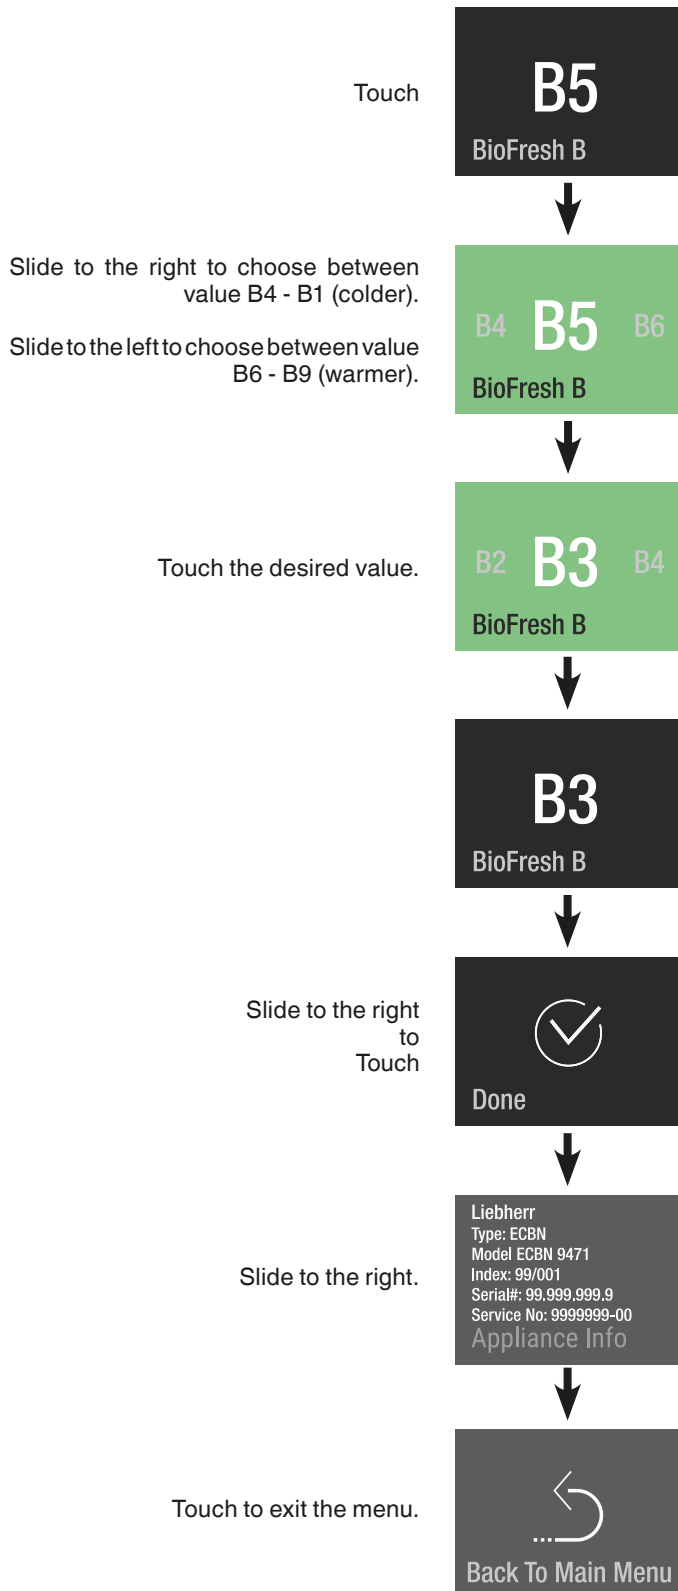 Touch
B5
BioFresh B
Slide to the right to choose between
value B4 - B1 (colder).
Slide to the left to choose between value
B6 - B9 (warmer).
B4 B5 B6
BioFresh B
Touch the desired value.
B2 B3 B4
BioFresh B
B3
BioFresh B
Slide to the right
to
Touch
Done
Slide to the right.
Liebherr
Type: ECBN
Model ECBN 9471
Index: 99/001
Serial#: 99.999.999.9
Service No: 9999999-00
Appliance Info
Touch to exit the menu.
Back To Main Menu